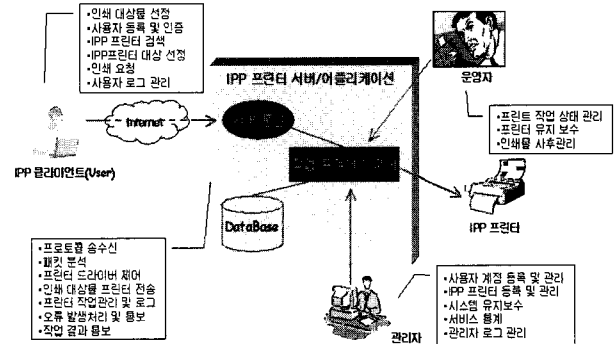 •인쇄 대상물 선정
•사용자 등록 및 인증
•IPP 프린터 검색
•IPP프린터 대상 선정
•인쇄 요청
•사용자 로그 관리
IPP 프린터 서버/어플리케이션
운영자
Internet
•프린트 작업 상태 관리
•프린터 유지 보수
•인쇄물 사후관리
IPP 클라이언트(User)
DataBase
IPP 프린터
•프로토콜 송수신
•패킷 분석
•프린터 드라이버 제어
•인쇄 대상물 프린터 전송
•프린터 작업관리 및 로그
•오류 발생처리 및 통보
•작업 결과 통보
•사용자 계정 등록 및 관리
•IPP 프린터 등록 및 관리
•시스템 유지보수
•서비스 통계
•관리자 로그 관리
관리자